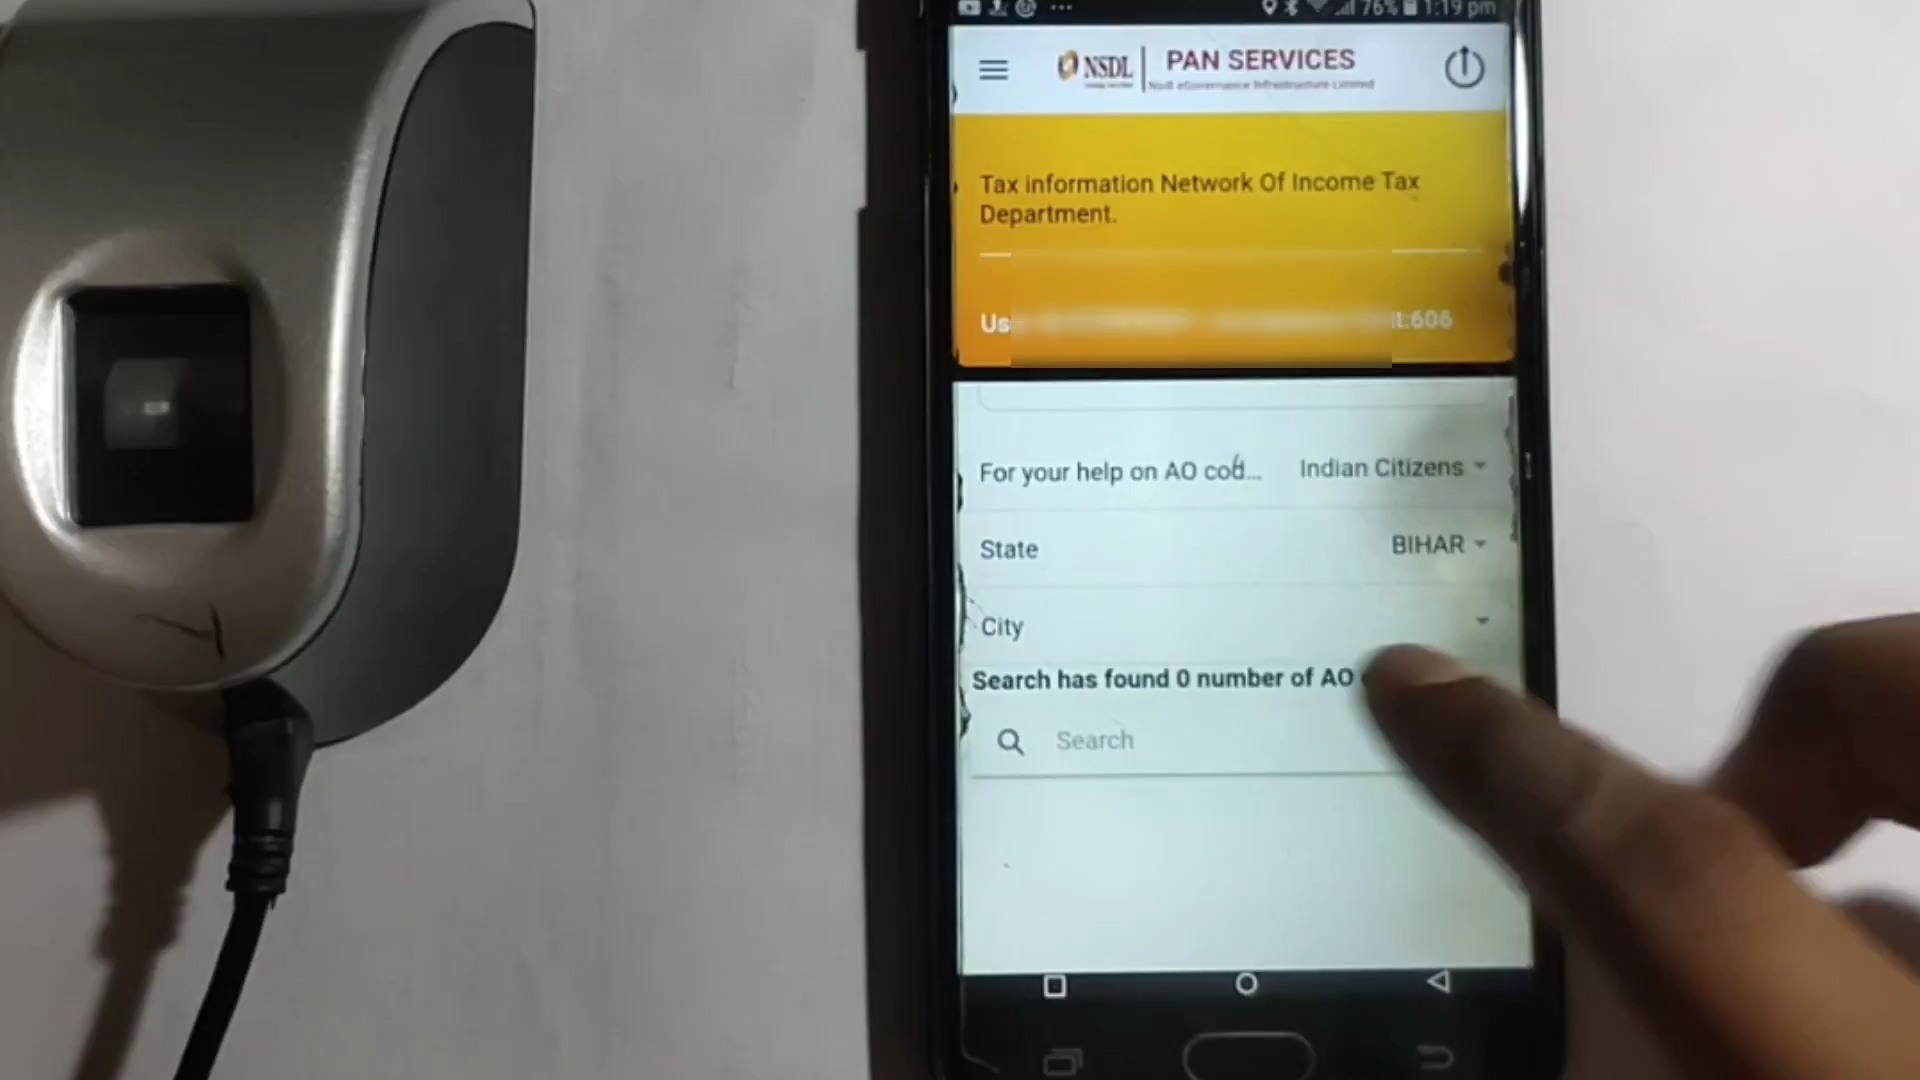 76% 1:19 pm
NSDL
PAN SERVICES
Nsdl eGovernance Infrastructure Limited
Tax information Network Of Income Tax
Department.
Us t:606
For your help on AO cod... Indian Citizens
State BIHAR
City
Search has found 0 number of AO
Search